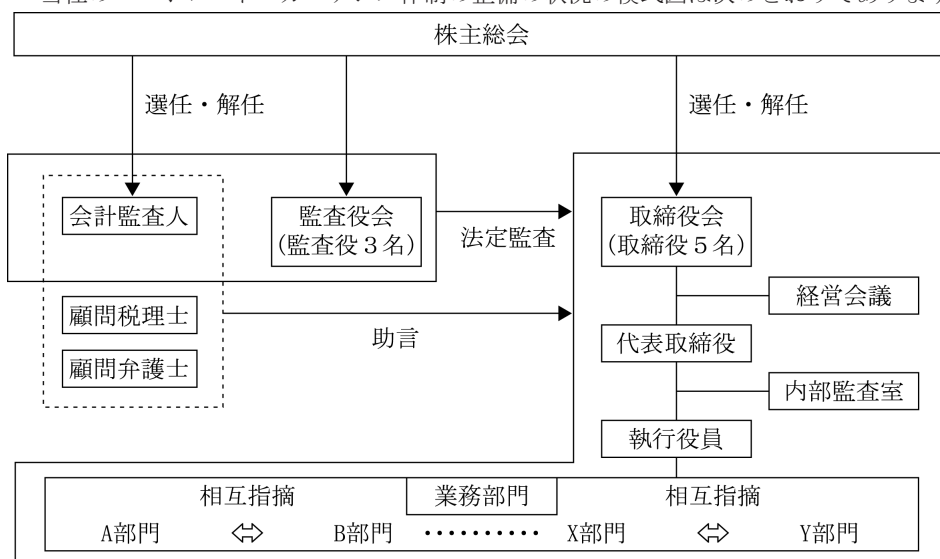 株主総会
選任・解任
選任・解任
会計監査人
監査役会
(監査役３名)
法定監査
取締役会
(取締役５名)
経営会議
顧問税理士
助言
代表取締役
顧問弁護士
内部監査室
執行役員
相互指摘
業務部門
相互指摘
A部門 ⇔ B部門 ・・・・・・・・・・ X部門 ⇔ Y部門